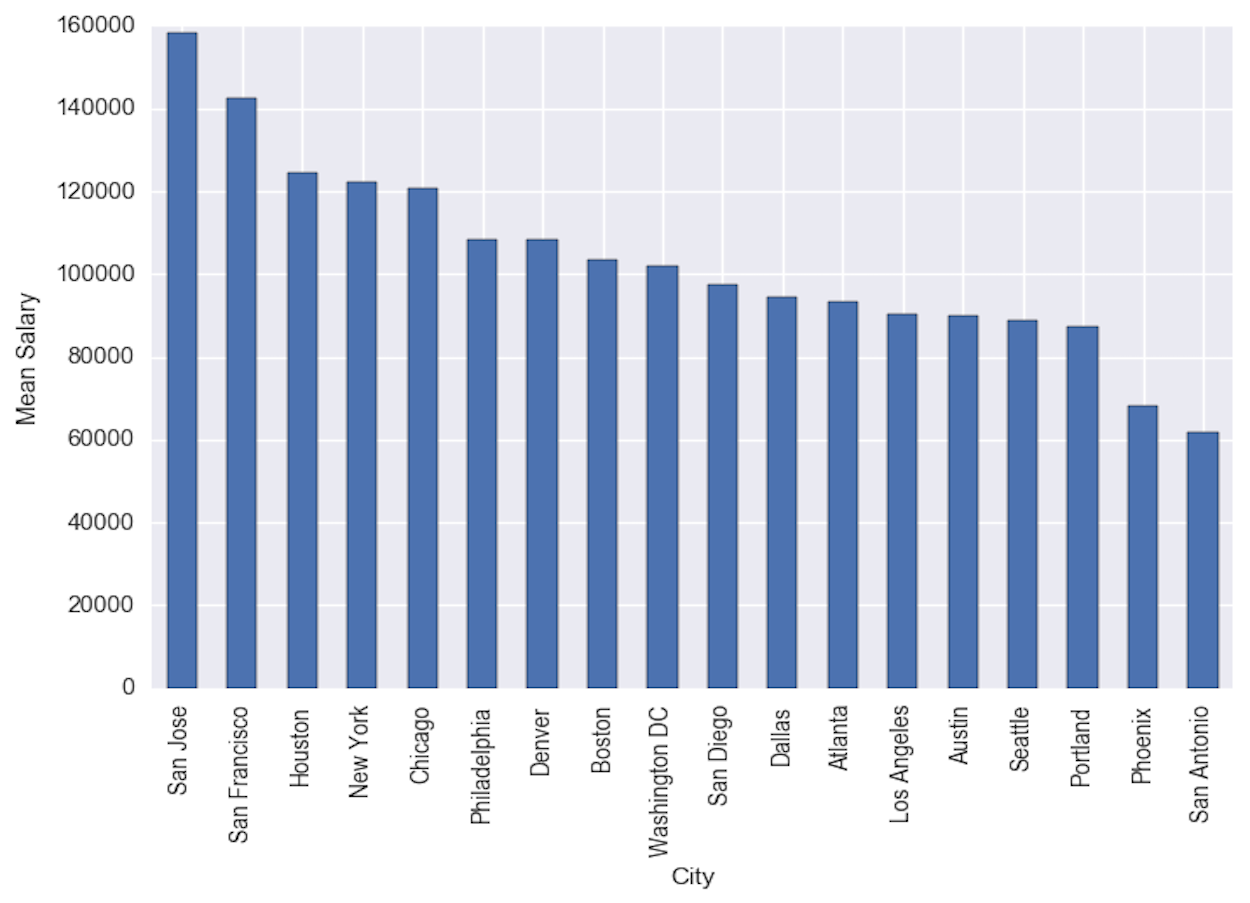 160000
140000
120000
100000
80000
60000
40000
20000
0
Mean Salary
San Jose
San Francisco
Houston
New York
Chicago
Philadelphia
Denver
Boston
Washington DC
San Diego
Dallas
Atlanta
Los Angeles
Austin
Seattle
Portland
Phoenix
San Antonio
City